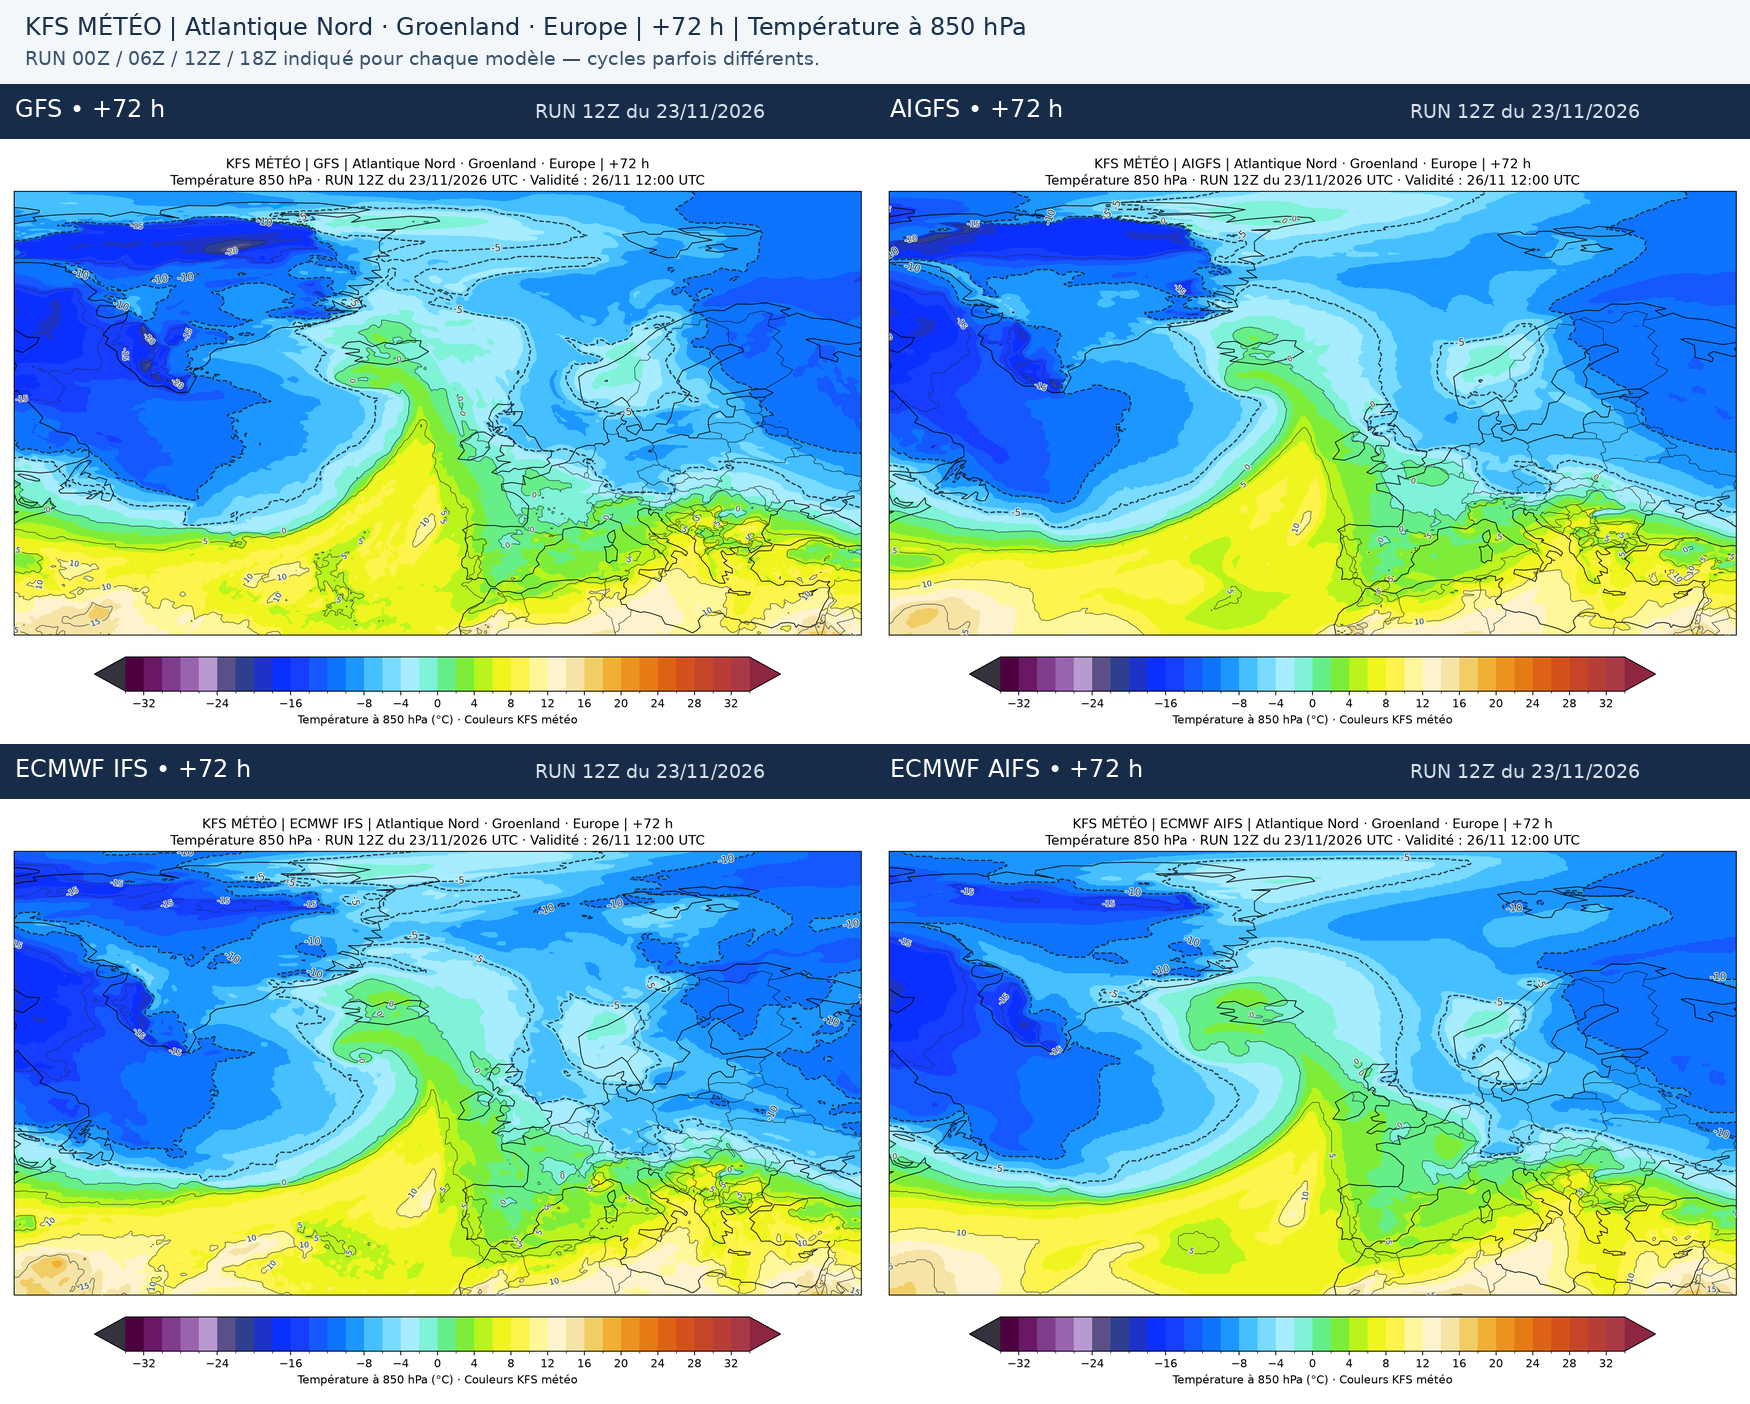 KFS MÉTÉO | Atlantique Nord · Groenland · Europe | +72 h | Température à 850 hPa
RUN 00Z / 06Z / 12Z / 18Z indiqué pour chaque modèle — cycles parfois différents.
GFS • +72 h
RUN 12Z du 23/11/2026
AIGFS • +72 h
RUN 12Z du 23/11/2026
KFS MÉTÉO | GFS | Atlantique Nord · Groenland · Europe | +72 h
Température 850 hPa · RUN 12Z du 23/11/2026 UTC · Validité : 26/11 12:00 UTC
KFS MÉTÉO | AIGFS | Atlantique Nord · Groenland · Europe | +72 h
Température 850 hPa · RUN 12Z du 23/11/2026 UTC · Validité : 26/11 12:00 UTC
−32 −24 −16 −8 −4 0 4 8 12 16 20 24 28 32
Température à 850 hPa (°C) · Couleurs KFS météo
−32 −24 −16 −8 −4 0 4 8 12 16 20 24 28 32
Température à 850 hPa (°C) · Couleurs KFS météo
ECMWF IFS • +72 h
RUN 12Z du 23/11/2026
ECMWF AIFS • +72 h
RUN 12Z du 23/11/2026
KFS MÉTÉO | ECMWF IFS | Atlantique Nord · Groenland · Europe | +72 h
Température 850 hPa · RUN 12Z du 23/11/2026 UTC · Validité : 26/11 12:00 UTC
KFS MÉTÉO | ECMWF AIFS | Atlantique Nord · Groenland · Europe | +72 h
Température 850 hPa · RUN 12Z du 23/11/2026 UTC · Validité : 26/11 12:00 UTC
−32 −24 −16 −8 −4 0 4 8 12 16 20 24 28 32
Température à 850 hPa (°C) · Couleurs KFS météo
−32 −24 −16 −8 −4 0 4 8 12 16 20 24 28 32
Température à 850 hPa (°C) · Couleurs KFS météo